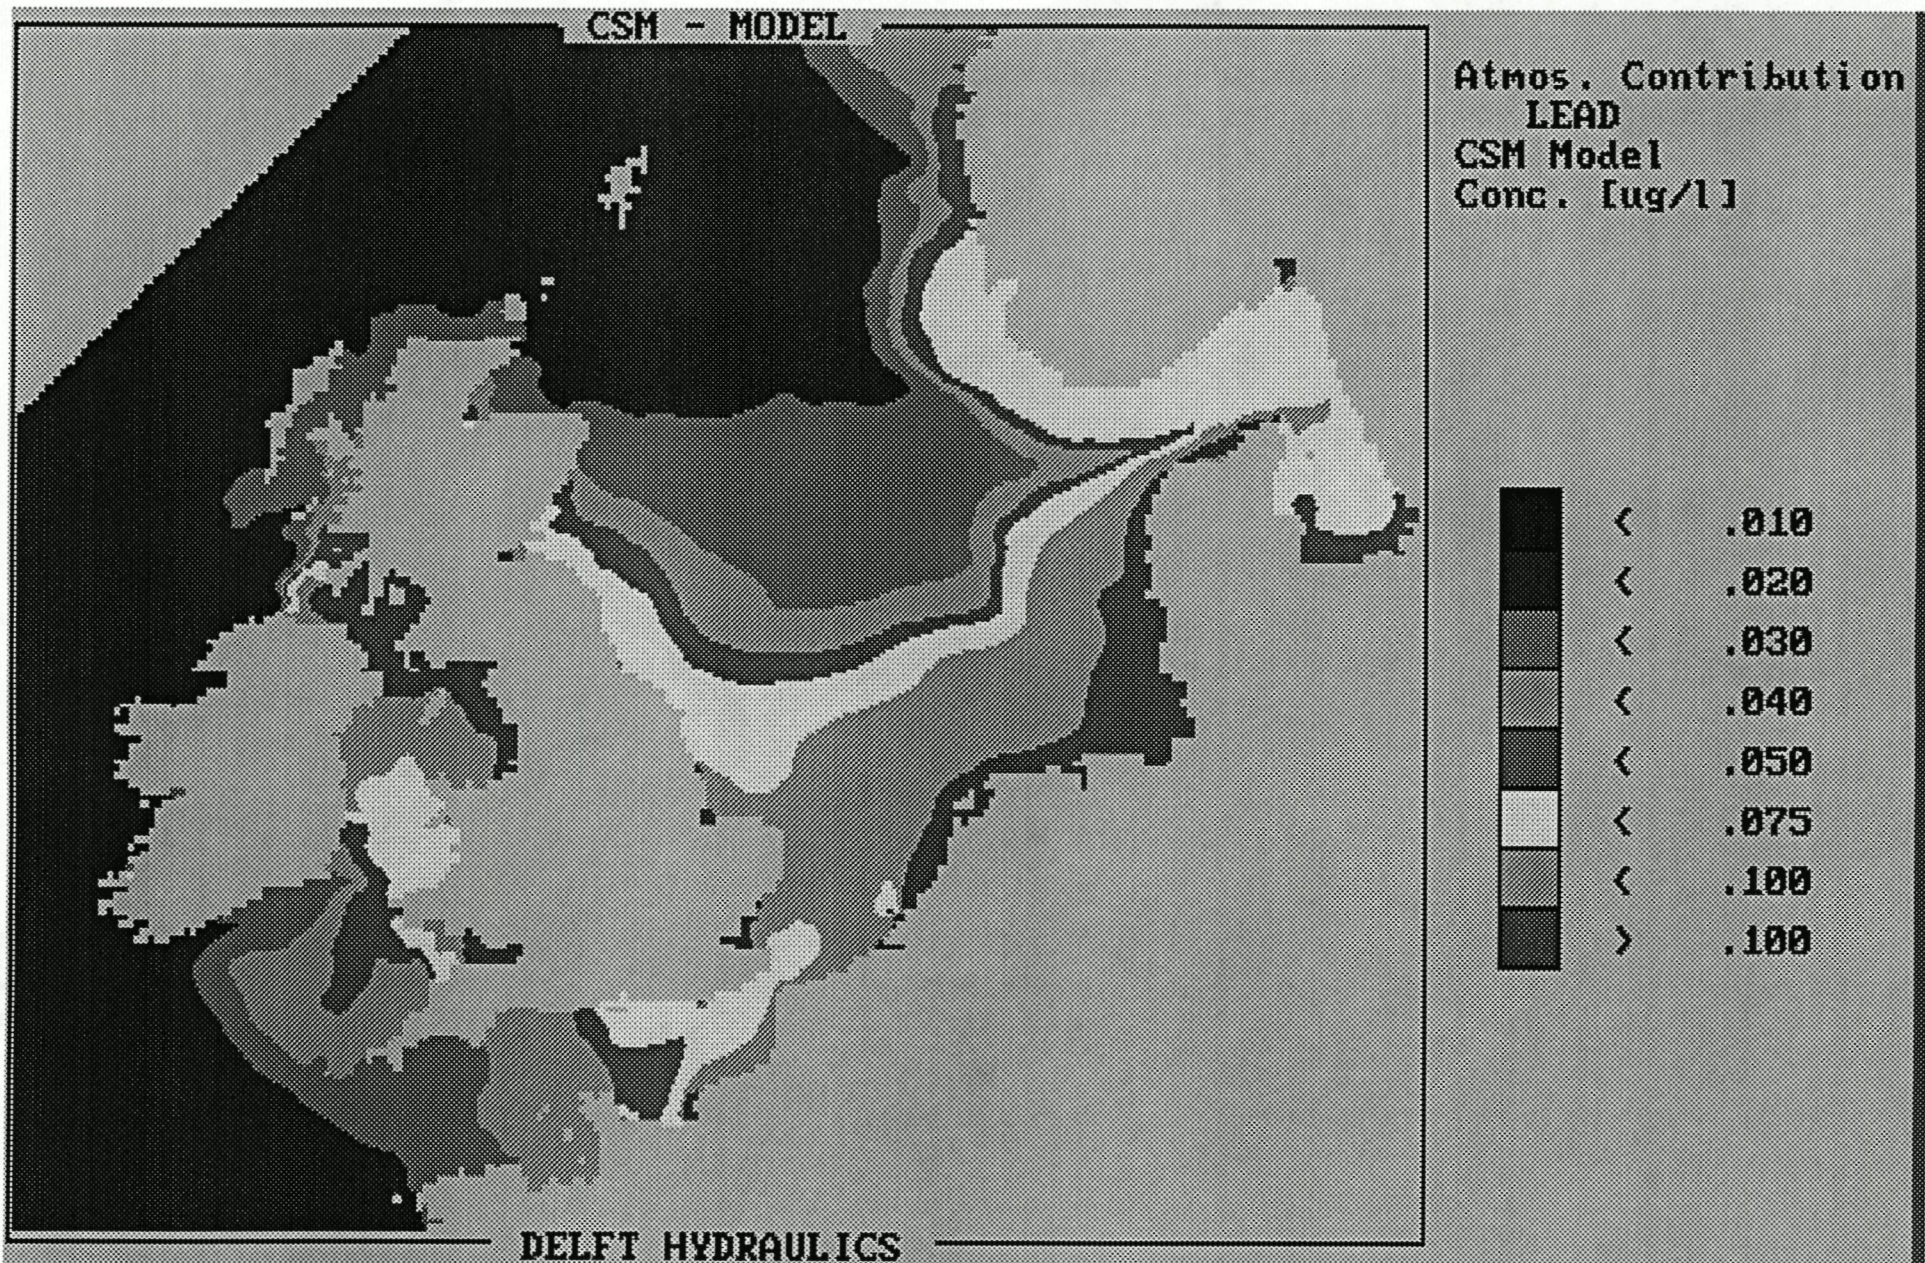 CSM - MODEL
Atmos. Contribution
LEAD
CSM Model
Conc. [ug/l]
< .010
< .020
< .030
< .040
< .050
< .075
< .100
> .100
DELFT HYDRAULICS